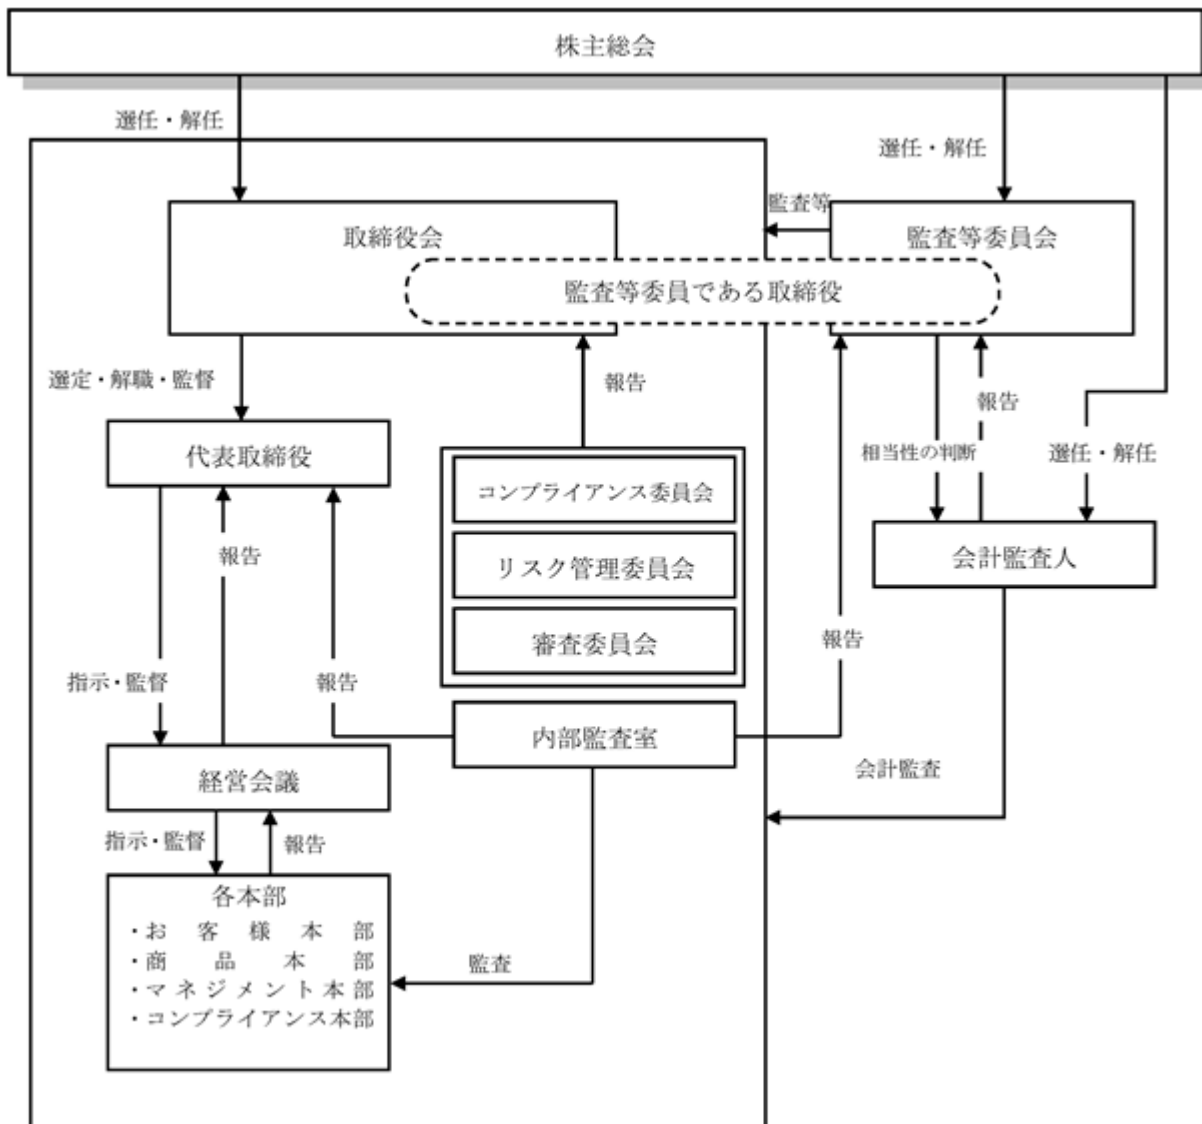 株主総会
選任・解任
選任・解任
監査等
取締役会
監査等委員会
監査等委員である取締役
選定・解職・監督
報告
報告
代表取締役
相当性の判断
選任・解任
コンプライアンス委員会
報告
会計監査人
リスク管理委員会
審査委員会
報告
指示・監督
報告
内部監査室
経営会議
会計監査
指示・監督
報告
各本部
・お客様本部
・商品本部
監査
・マネジメント本部
・コンプライアンス本部